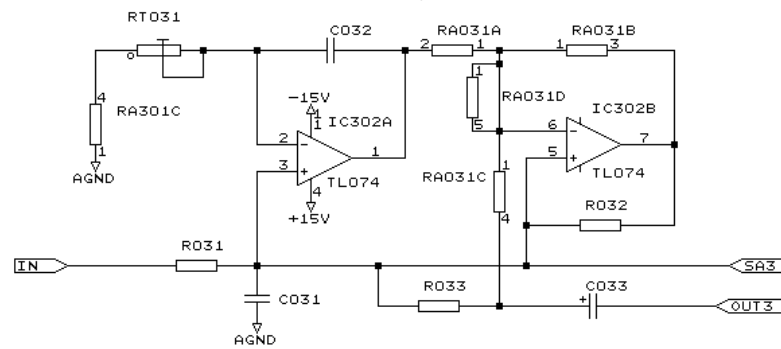 RT031
C032
RA031A
RA031B
o
2
1
1
3
4
-15V
1
RA031D
IC302B
RA301C
1
IC302A
5
6
7
2
1
5
1
3
1
RA031C
TL074
AGND
4
TL074
R032
+15V
4
IN
R031
SA3
C031
R033
C033
+
OUT3
AGND